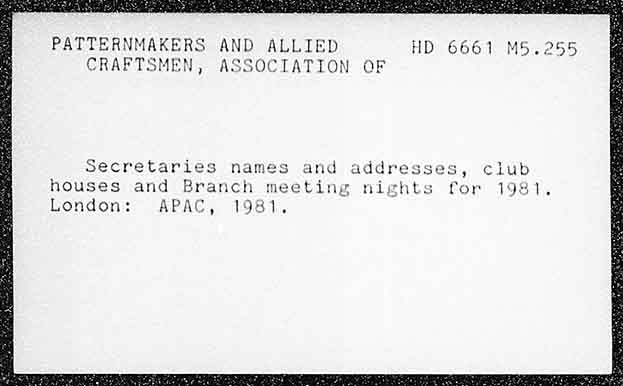 PATTERNMAKERS AND ALLIED HD 6661 M5.255
CRAFTSMEN, ASSOCIATION OF
Secretaries names and addresses, club
houses and Branch meeting nights for 1981.
London: APAC, 1981.